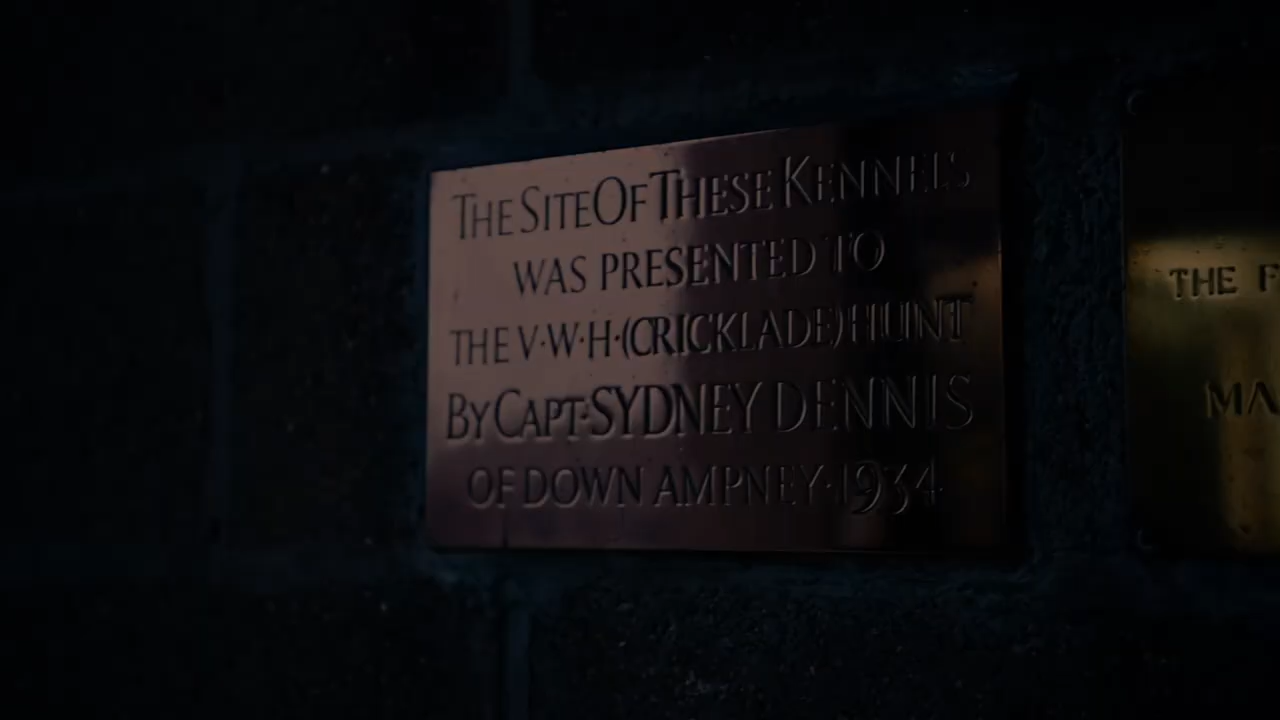 THE SITE OF THESE KENNELS
WAS PRESENTED TO
THE V·W·H·(CRICKLADE) HUNT
BY CAPT·SYDNEY DENNIS
OF DOWN AMPNEY·1934
THE